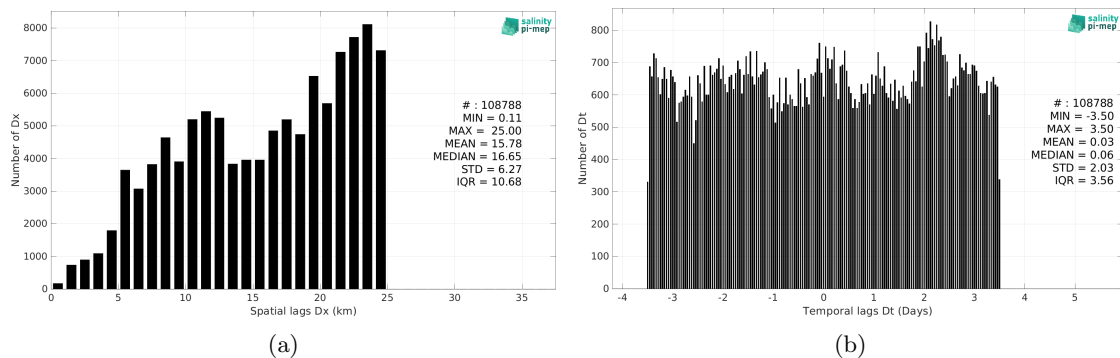 8000
7000
6000
5000
4000
3000
2000
1000
0
Number of Dx
0 5 10 15 20 25 30 35
Spatial lags Dx (km)
salinity
pi-mep
# : 108788
MIN = 0.11
MAX = 25.00
MEAN = 15.78
MEDIAN = 16.65
STD = 6.27
IQR = 10.68
(a)
800
700
600
500
400
300
200
100
0
Number of Dt
-4 -3 -2 -1 0 1 2 3 4 5
Temporal lags Dt (Days)
salinity
pi-mep
# : 108788
MIN = -3.50
MAX = 3.50
MEAN = 0.03
MEDIAN = 0.06
STD = 2.03
IQR = 3.56
(b)